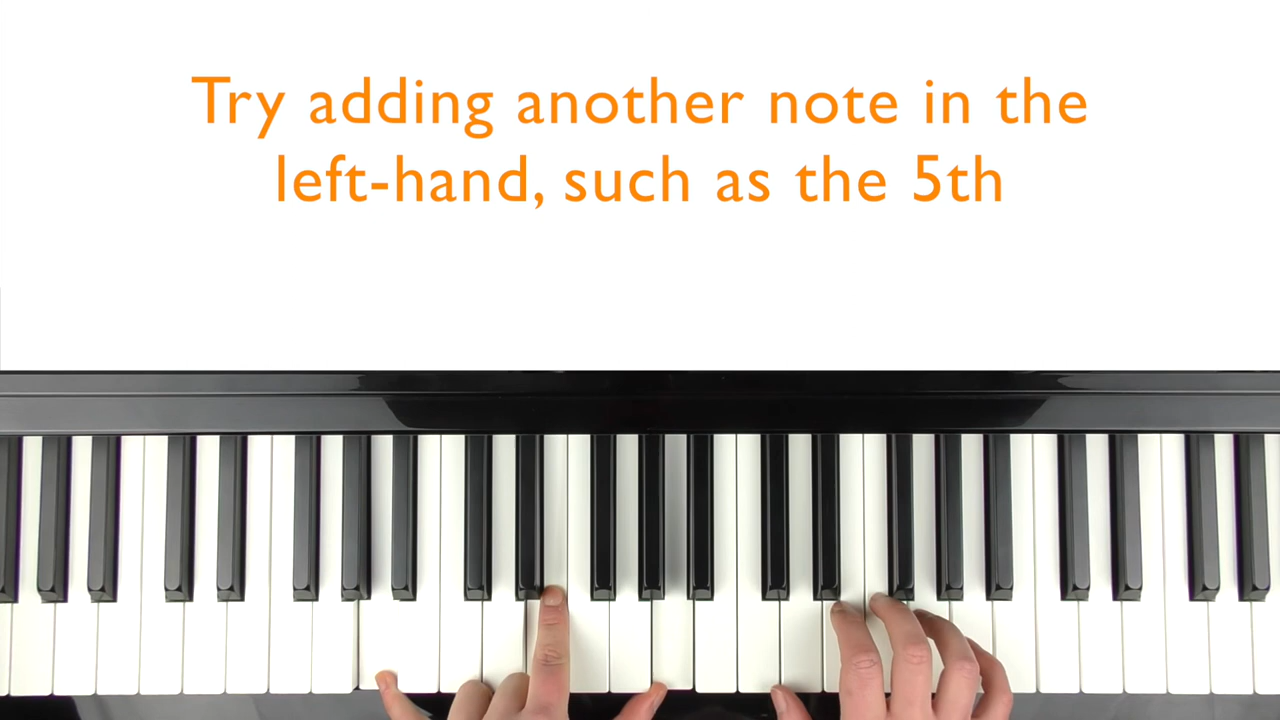 Try adding another note in the
left-hand, such as the 5th